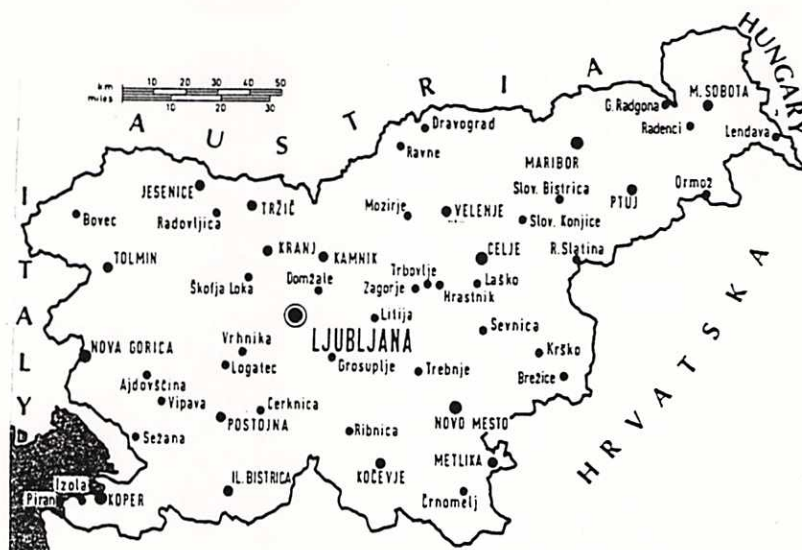 AUSTRIA
HUNGARY
ITALY
HRVATSKA
km
10 20 30 40 50
miles
10 20 30
G. Radgona
M. SOBOTA
Radenci
Lendava
Dravograd
Ravne
MARIBOR
JESENICE
Radovljica
TRŽIČ
Bovec
Mozirje
VELENJE
Slov. Bistrica
Slov. Konjice
PTUJ
Ormož
TOLMIN
KRANJ
KAMNIK
CELJE
R. Slatina
Škofja Loka
Domžale
Trbovlje
Zagorje
Hrastnik
Laško
Litija
LJUBLJANA
Sevnica
NOVA GORICA
Vrhnika
Logatec
Grosuplje
Trebnje
Krško
Brežice
Ajdovščina
Vipava
Cerknica
POSTOJNA
NOVO MESTO
Sežana
Ribnica
IL. BISTRICA
KOČEVJE
METLIKA
Črnomelj
Izola
Piran
KOPER